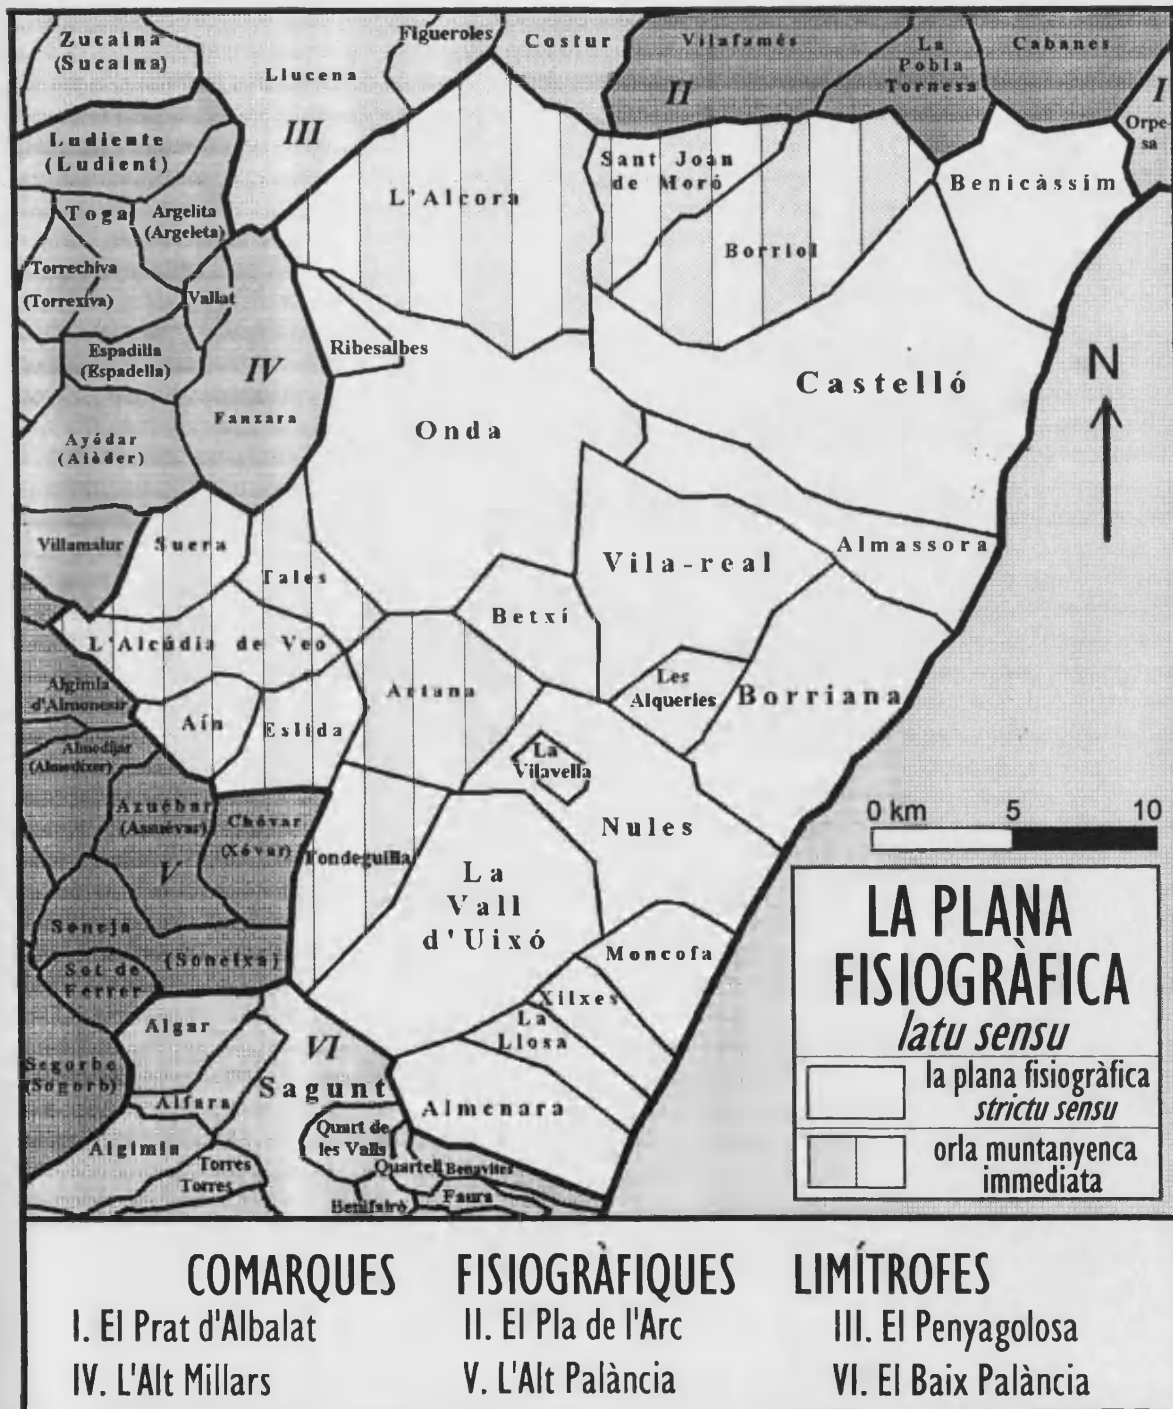 Zucaina
(Sucaina)
Figueroles
Costur
Vilafamés
La
Pobla
Tornesa
Cabanes
I
Orpe-
sa
Llucena
II
III
Ludiente
(Ludient)
Sant Joan
de Moró
Benicàssim
L'Alcora
Toga
Argelita
(Argeleta)
Borriol
Torrechiva
(Torrexiva)
Vallat
Ribesalbes
Espadilla
(Espadella)
IV
Castelló
N
Fanzara
Onda
Ayódar
(Aiòder)
Villamalur
Suera
Almassora
Vila-real
Tales
Betxí
L'Alcúdia de Veo
Les
Alqueries
Artana
Borriana
Algimia
d'Almonesir
Aín
Eslida
La
Vilavella
Almedíjar
(Almedíxer)
Azuébar
(Assuévar)
Chóvar
(Xóvar)
Nules
0 km 5 10
V
Fondeguilla
La
Vall
d'Uixó
Soneja
(Soneixa)
Moncofa
Sot de
Ferrer
Xilxes
La
Llosa
Algar
VI
Segorbe
(Sogorb)
Sagunt
Alfara
Almenara
Quart de
les Valls
Algimia
Torres
Torres
Quartell
Benavites
Benifairó
Faura
LA PLANA
FISIOGRÀFICA
latu sensu
la plana fisiogràfica
strictu sensu
orla muntanyenca
immediata
COMARQUES FISIOGRÀFIQUES LIMÍTROFES
I. El Prat d'Albalat II. El Pla de l'Arc III. El Penyagolosa
IV. L'Alt Millars V. L'Alt Palància VI. El Baix Palància